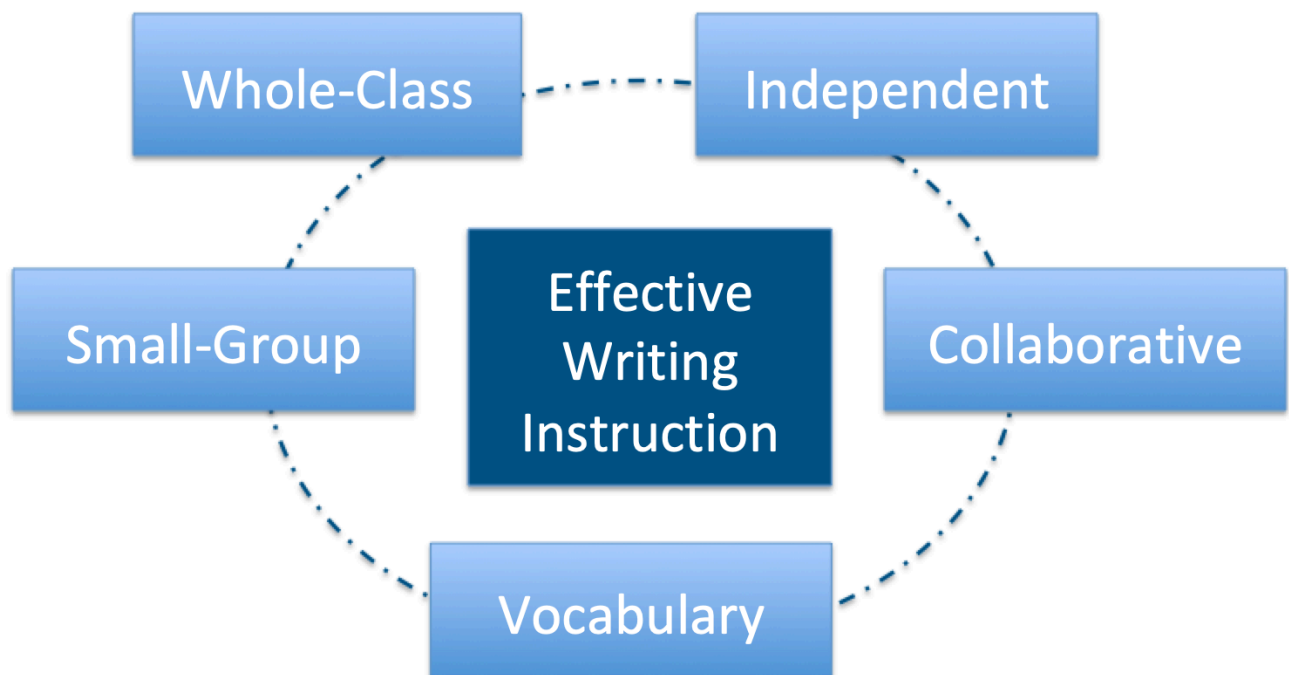 Whole-Class
Independent
Small-Group
Effective
Writing
Instruction
Collaborative
Vocabulary